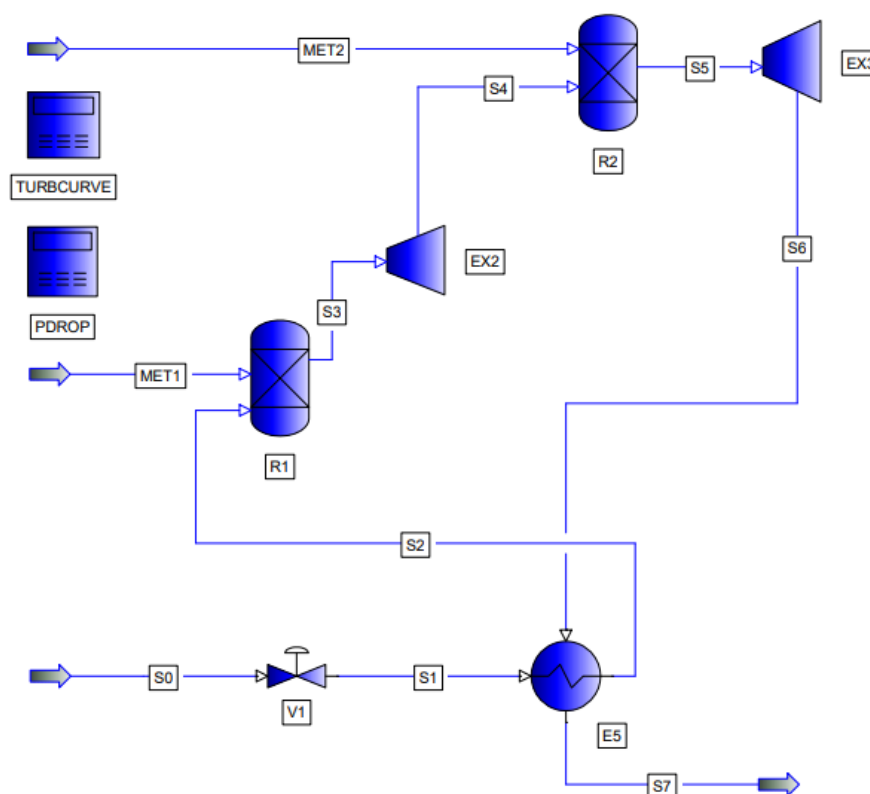 MET2
S4
S5
EX3
R2
TURBCURVE
S6
EX2
S3
PDROP
MET1
R1
S2
S0
S1
V1
E5
S7